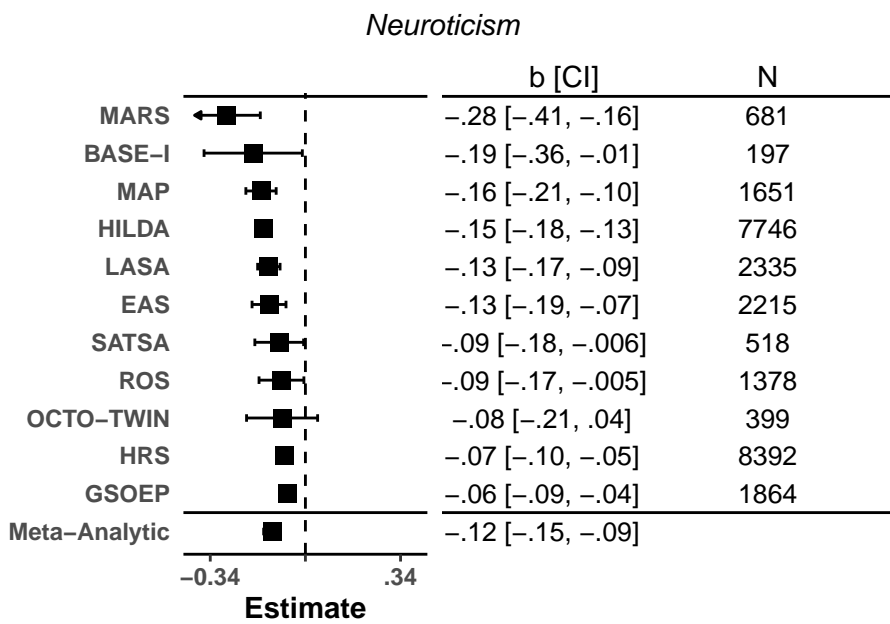 Neuroticism
b [CI] N
MARS −.28 [−.41, −.16] 681
BASE−I −.19 [−.36, −.01] 197
MAP −.16 [−.21, −.10] 1651
HILDA −.15 [−.18, −.13] 7746
LASA −.13 [−.17, −.09] 2335
EAS −.13 [−.19, −.07] 2215
SATSA −.09 [−.18, −.006] 518
ROS −.09 [−.17, −.005] 1378
OCTO−TWIN −.08 [−.21, .04] 399
HRS −.07 [−.10, −.05] 8392
GSOEP −.06 [−.09, −.04] 1864
Meta−Analytic −.12 [−.15, −.09]
−0.34 .34
Estimate